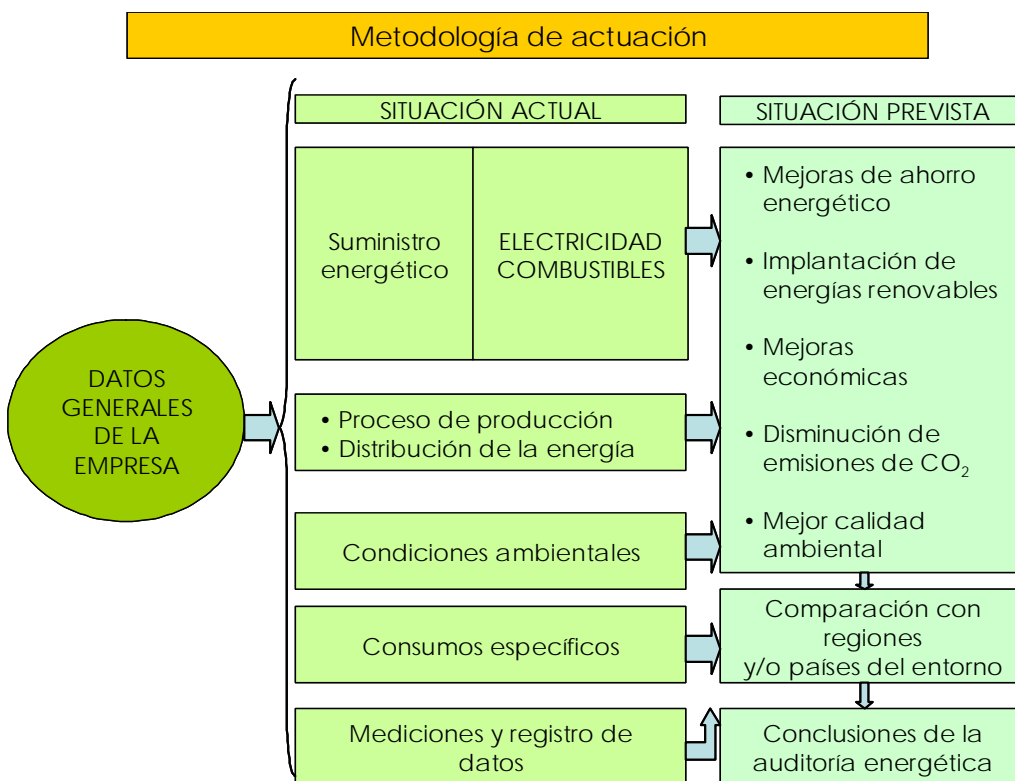 Metodología de actuación
SITUACIÓN ACTUAL
SITUACIÓN PREVISTA
DATOS
GENERALES
DE LA
EMPRESA
Suministro
energético
ELECTRICIDAD
COMBUSTIBLES
• Proceso de producción
• Distribución de la energía
Condiciones ambientales
Consumos específicos
Mediciones y registro de
datos
• Mejoras de ahorro
energético
• Implantación de
energías renovables
• Mejoras
económicas
• Disminución de
emisiones de CO₂
• Mejor calidad
ambiental
Comparación con
regiones
y/o países del entorno
Conclusiones de la
auditoría energética